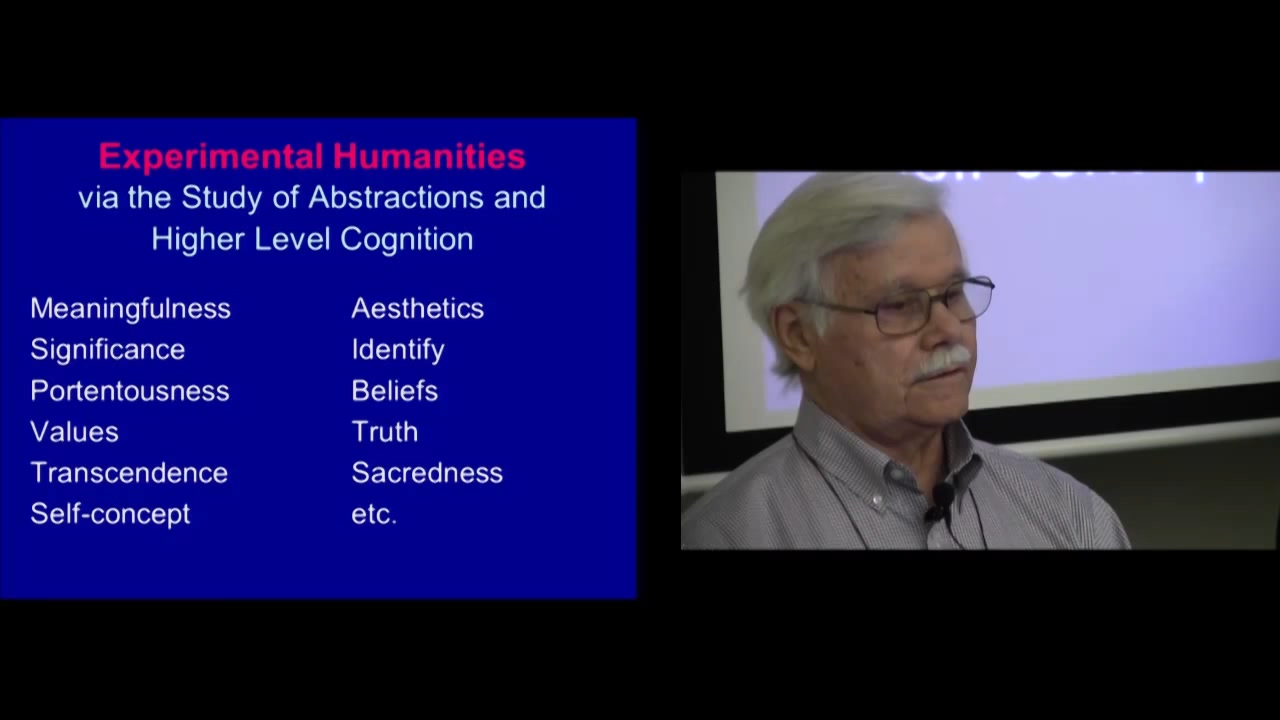 Experimental Humanities
via the Study of Abstractions and
Higher Level Cognition
Meaningfulness
Significance
Portentousness
Values
Transcendence
Self-concept
Aesthetics
Identify
Beliefs
Truth
Sacredness
etc.